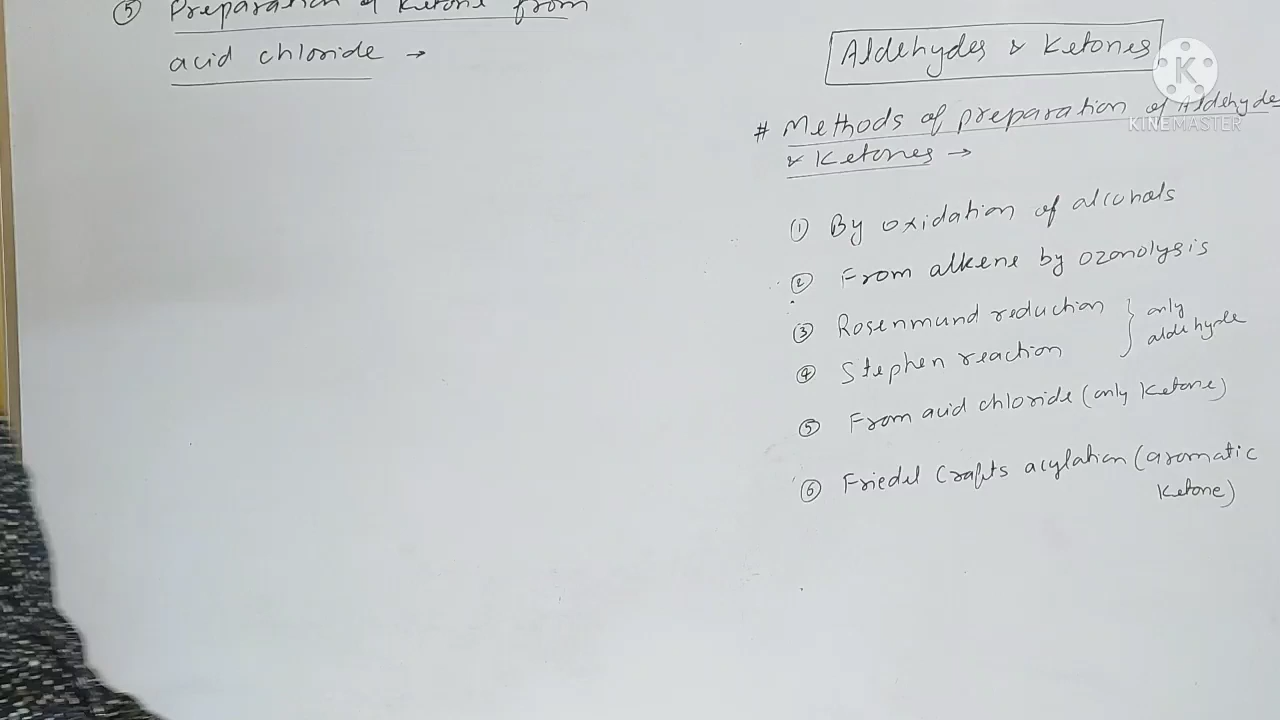 ⑤ Preparation of Ketone from
acid chloride →
Aldehydes & Ketones
# Methods of preparation of Aldehyde
& Ketones →
① By oxidation of alcohols
② From alkene by ozonolysis
③ Rosenmund reduction
④ Stephen reaction
} only
aldehyde
⑤ From acid chloride (only Ketone)
⑥ Friedel Crafts acylation (aromatic
Ketone)
K
KINEMASTER